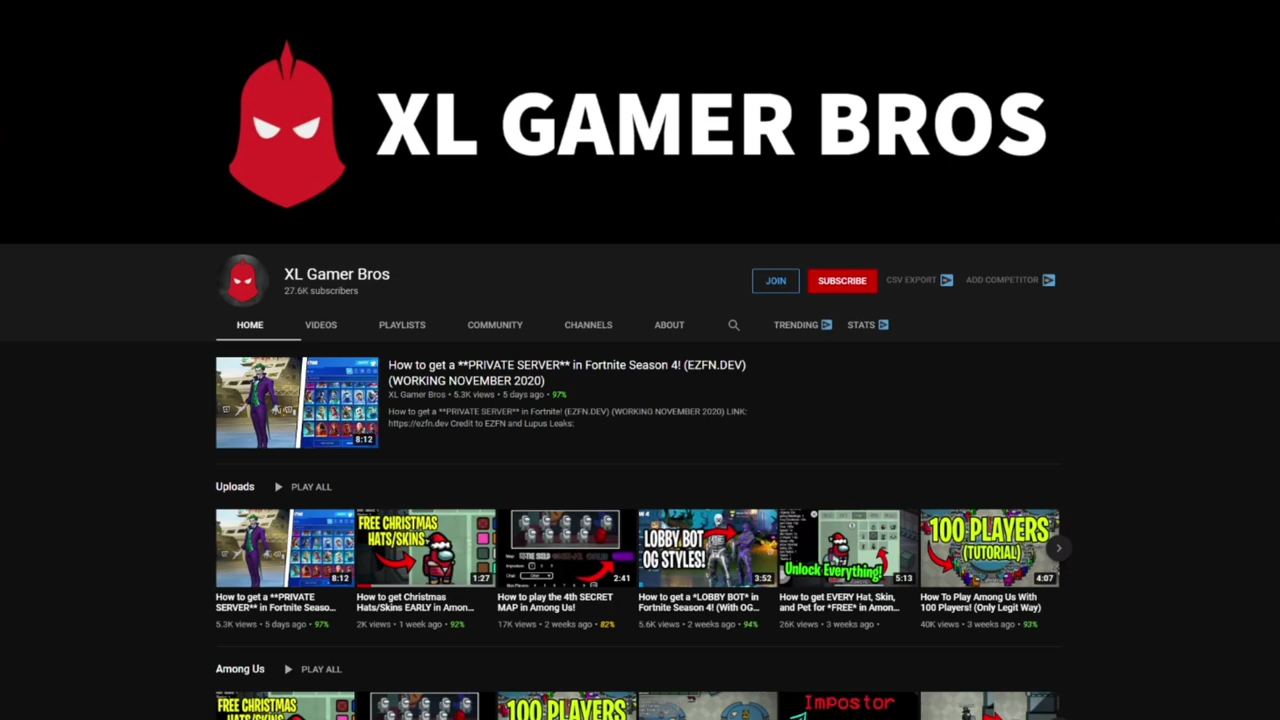 XL GAMER BROS
XL Gamer Bros
27.6K subscribers
JOIN
SUBSCRIBE
CSV EXPORT
ADD COMPETITOR
HOME
VIDEOS
PLAYLISTS
COMMUNITY
CHANNELS
ABOUT
TRENDING
STATS
How to get a **PRIVATE SERVER** in Fortnite Season 4! (EZFN.DEV)
(WORKING NOVEMBER 2020)
XL Gamer Bros • 5.3K views • 5 days ago • 97%
How to get a **PRIVATE SERVER** in Fortnite! (EZFN.DEV) (WORKING NOVEMBER 2020) LINK:
https://ezfn.dev Credit to EZFN and Lupus Leaks:
8:12
Uploads
PLAY ALL
8:12
FREE CHRISTMAS
HATS/SKINS
1:27
2:41
LOBBY BOT
OG STYLES!
3:52
Unlock Everything!
5:13
100 PLAYERS
(TUTORIAL)
4:07
How to get a **PRIVATE
SERVER** in Fortnite Seaso...
5.3K views • 5 days ago • 97%
How to get Christmas
Hats/Skins EARLY in Amon...
2K views • 1 week ago • 92%
How to play the 4th SECRET
MAP in Among Us!
17K views • 2 weeks ago • 82%
How to get a *LOBBY BOT* in
Fortnite Season 4! (With OG...
5.6K views • 2 weeks ago • 94%
How to get EVERY Hat, Skin,
and Pet for *FREE* in Amon...
26K views • 3 weeks ago •
How To Play Among Us With
100 Players! (Only Legit Way)
40K views • 3 weeks ago • 93%
Among Us
PLAY ALL
FREE CHRISTMAS
100 PLAYERS
Impostor